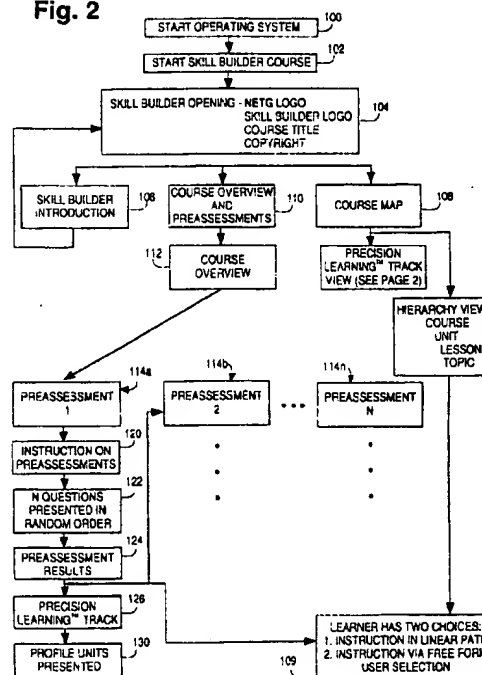 Fig. 2
START OPERATING SYSTEM
100
START SKILL BUILDER COURSE
102
SKILL BUILDER OPENING - NETG LOGO
SKILL BUILDER LOGO
COURSE TITLE
COPYRIGHT
104
SKILL BUILDER
INTRODUCTION
106
COURSE OVERVIEW
AND
PREASSESSMENTS
110
COURSE MAP
108
112
COURSE
OVERVIEW
PRECISION
LEARNING™ TRACK
VIEW (SEE PAGE 2)
HIERARCHY VIEW
COURSE
UNIT
LESSON
TOPIC
114a
PREASSESSMENT
1
114b
PREASSESSMENT
2
• • •
114n
PREASSESSMENT
N
120
INSTRUCTION ON
PREASSESSMENTS
122
N QUESTIONS
PRESENTED IN
RANDOM ORDER
124
PREASSESSMENT
RESULTS
126
PRECISION
LEARNING™ TRACK
130
PROFILE UNITS
PRESENTED
LEARNER HAS TWO CHOICES:
1. INSTRUCTION IN LINEAR PATH
2. INSTRUCTION VIA FREE FORM
USER SELECTION
109